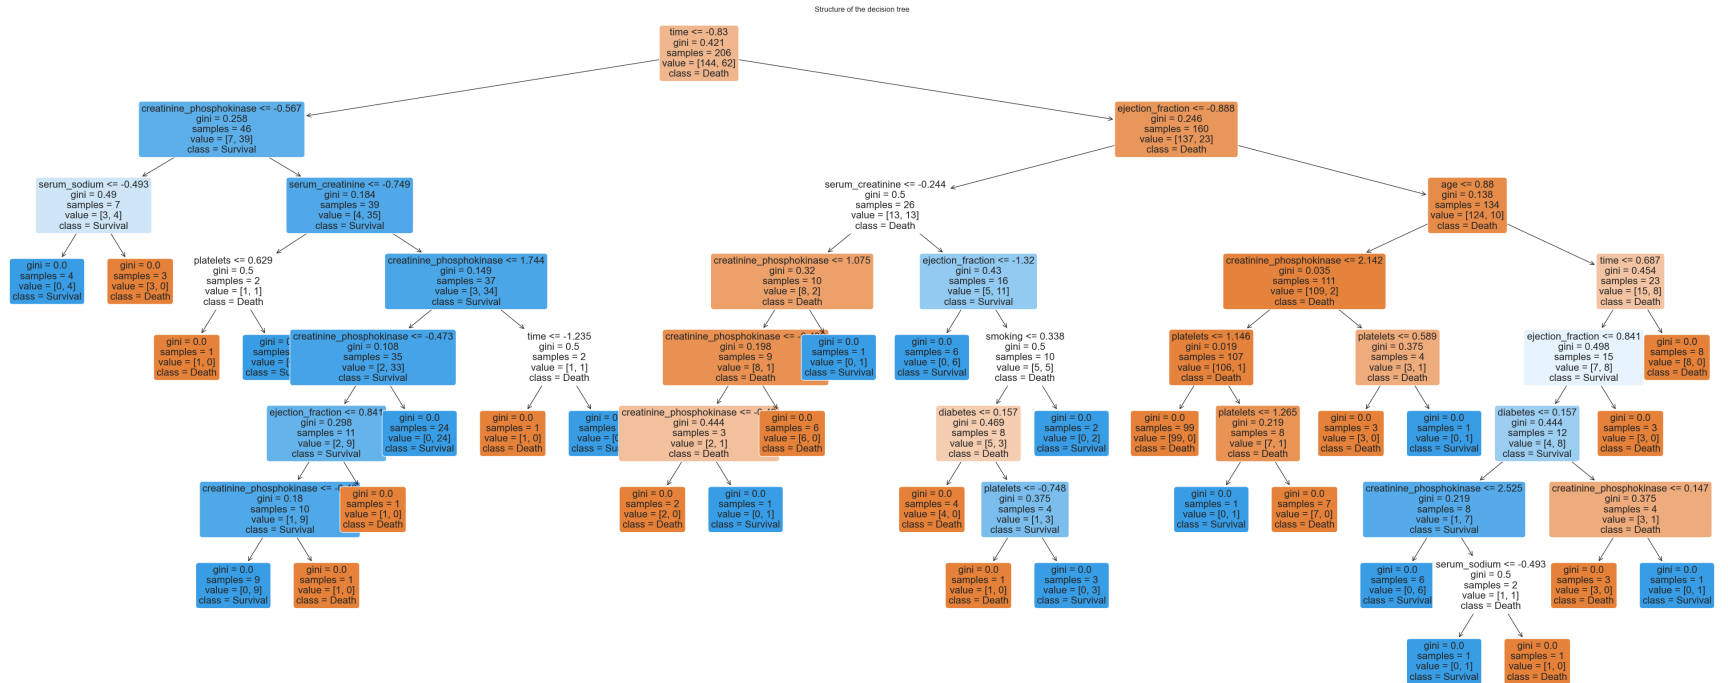 Structure of the decision tree
time <= -0.83
gini = 0.421
samples = 206
value = [144, 62]
class = Death
creatinine_phosphokinase <= -0.567
gini = 0.258
samples = 46
value = [7, 39]
class = Survival
ejection_fraction <= -0.888
gini = 0.246
samples = 160
value = [137, 23]
class = Death
serum_sodium <= -0.493
gini = 0.49
samples = 7
value = [3, 4]
class = Survival
serum_creatinine <= -0.749
gini = 0.184
samples = 39
value = [4, 35]
class = Survival
serum_creatinine <= -0.244
gini = 0.5
samples = 26
value = [13, 13]
class = Death
age <= 0.88
gini = 0.138
samples = 134
value = [124, 10]
class = Death
gini = 0.0
samples = 4
value = [0, 4]
class = Survival
gini = 0.0
samples = 3
value = [3, 0]
class = Death
platelets <= 0.629
gini = 0.5
samples = 2
value = [1, 1]
class = Death
creatinine_phosphokinase <= 1.744
gini = 0.149
samples = 37
value = [3, 34]
class = Survival
creatinine_phosphokinase <= 1.075
gini = 0.32
samples = 10
value = [8, 2]
class = Death
ejection_fraction <= -1.32
gini = 0.43
samples = 16
value = [5, 11]
class = Survival
creatinine_phosphokinase <= 2.142
gini = 0.035
samples = 111
value = [109, 2]
class = Death
time <= 0.687
gini = 0.454
samples = 23
value = [15, 8]
class = Death
gini = 0.0
samples = 1
value = [1, 0]
class = Death
gini =
class =
creatinine_phosphokinase <= -0.473
gini = 0.108
samples = 35
value = [2, 33]
class = Survival
time <= -1.235
gini = 0.5
samples = 2
value = [1, 1]
class = Death
creatinine_phosphokinase <=
gini = 0.198
samples = 9
value = [8, 1]
class = Death
gini = 0.0
samples = 1
value = [0, 1]
class = Survival
gini = 0.0
samples = 6
value = [0, 6]
class = Survival
smoking <= 0.338
gini = 0.5
samples = 10
value = [5, 5]
class = Death
platelets <= 1.146
gini = 0.019
samples = 107
value = [106, 1]
class = Death
platelets <= 0.589
gini = 0.375
samples = 4
value = [3, 1]
class = Death
ejection_fraction <= 0.841
gini = 0.498
samples = 15
value = [7, 8]
class = Survival
gini = 0.0
samples = 8
value = [8, 0]
class = Death
ejection_fraction <= 0.841
gini = 0.298
samples = 11
value = [2, 9]
class = Survival
gini = 0.0
samples = 24
value = [0, 24]
class = Survival
gini = 0.0
samples = 1
value = [1, 0]
class = Death
gini =
class =
creatinine_phosphokinase <=
gini = 0.444
samples = 3
value = [2, 1]
class = Death
gini = 0.0
samples = 6
value = [6, 0]
class = Death
diabetes <= 0.157
gini = 0.469
samples = 8
value = [5, 3]
class = Death
gini = 0.0
samples = 2
value = [0, 2]
class = Survival
gini = 0.0
samples = 99
value = [99, 0]
class = Death
platelets <= 1.265
gini = 0.219
samples = 8
value = [7, 1]
class = Death
gini = 0.0
samples = 3
value = [3, 0]
class = Death
gini = 0.0
samples = 1
value = [0, 1]
class = Survival
diabetes <= 0.157
gini = 0.444
samples = 12
value = [4, 8]
class = Survival
gini = 0.0
samples = 3
value = [3, 0]
class = Death
creatinine_phosphokinase <=
gini = 0.18
samples = 10
value = [1, 9]
class = Survival
gini = 0.0
samples = 1
value = [1, 0]
class = Death
gini = 0.0
samples = 2
value = [2, 0]
class = Death
gini = 0.0
samples = 1
value = [0, 1]
class = Survival
gini = 0.0
samples = 4
value = [4, 0]
class = Death
platelets <= -0.748
gini = 0.375
samples = 4
value = [1, 3]
class = Survival
gini = 0.0
samples = 1
value = [0, 1]
class = Survival
gini = 0.0
samples = 7
value = [7, 0]
class = Death
creatinine_phosphokinase <= 2.525
gini = 0.219
samples = 8
value = [1, 7]
class = Survival
creatinine_phosphokinase <= 0.147
gini = 0.375
samples = 4
value = [3, 1]
class = Death
gini = 0.0
samples = 9
value = [0, 9]
class = Survival
gini = 0.0
samples = 1
value = [1, 0]
class = Death
gini = 0.0
samples = 1
value = [1, 0]
class = Death
gini = 0.0
samples = 3
value = [0, 3]
class = Survival
gini = 0.0
samples = 6
value = [0, 6]
class = Survival
serum_sodium <= -0.493
gini = 0.5
samples = 2
value = [1, 1]
class = Death
gini = 0.0
samples = 3
value = [3, 0]
class = Death
gini = 0.0
samples = 1
value = [0, 1]
class = Survival
gini = 0.0
samples = 1
value = [0, 1]
class = Survival
gini = 0.0
samples = 1
value = [1, 0]
class = Death